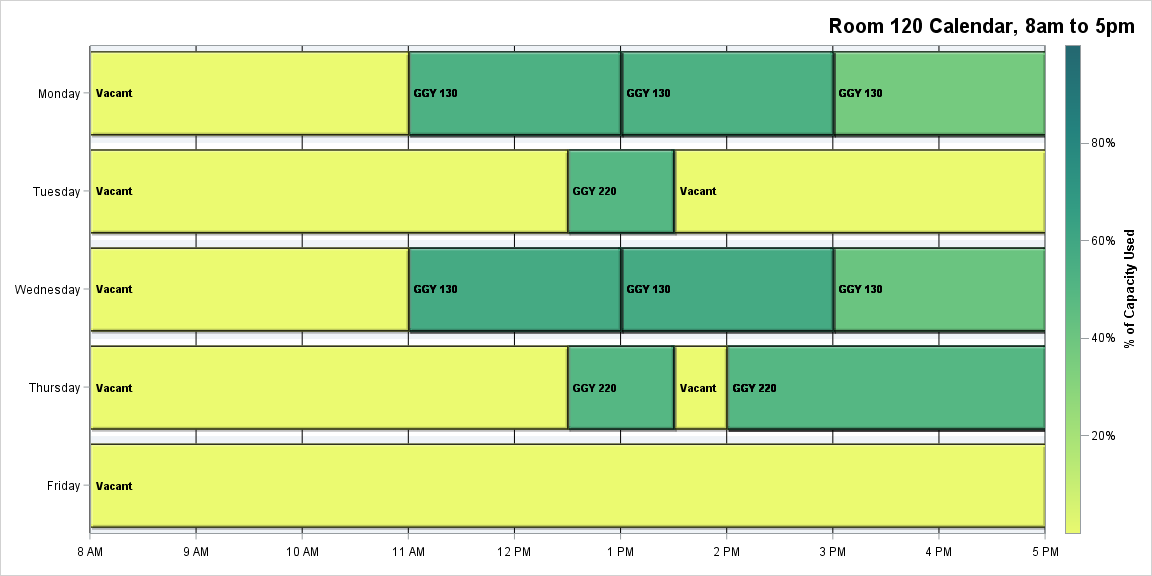 Room 120 Calendar, 8am to 5pm
Monday
Vacant
GGY 130
GGY 130
GGY 130
Tuesday
Vacant
GGY 220
Vacant
Wednesday
Vacant
GGY 130
GGY 130
GGY 130
Thursday
Vacant
GGY 220
Vacant
GGY 220
Friday
Vacant
8 AM
9 AM
10 AM
11 AM
12 PM
1 PM
2 PM
3 PM
4 PM
5 PM
80%
60%
40%
20%
% of Capacity Used